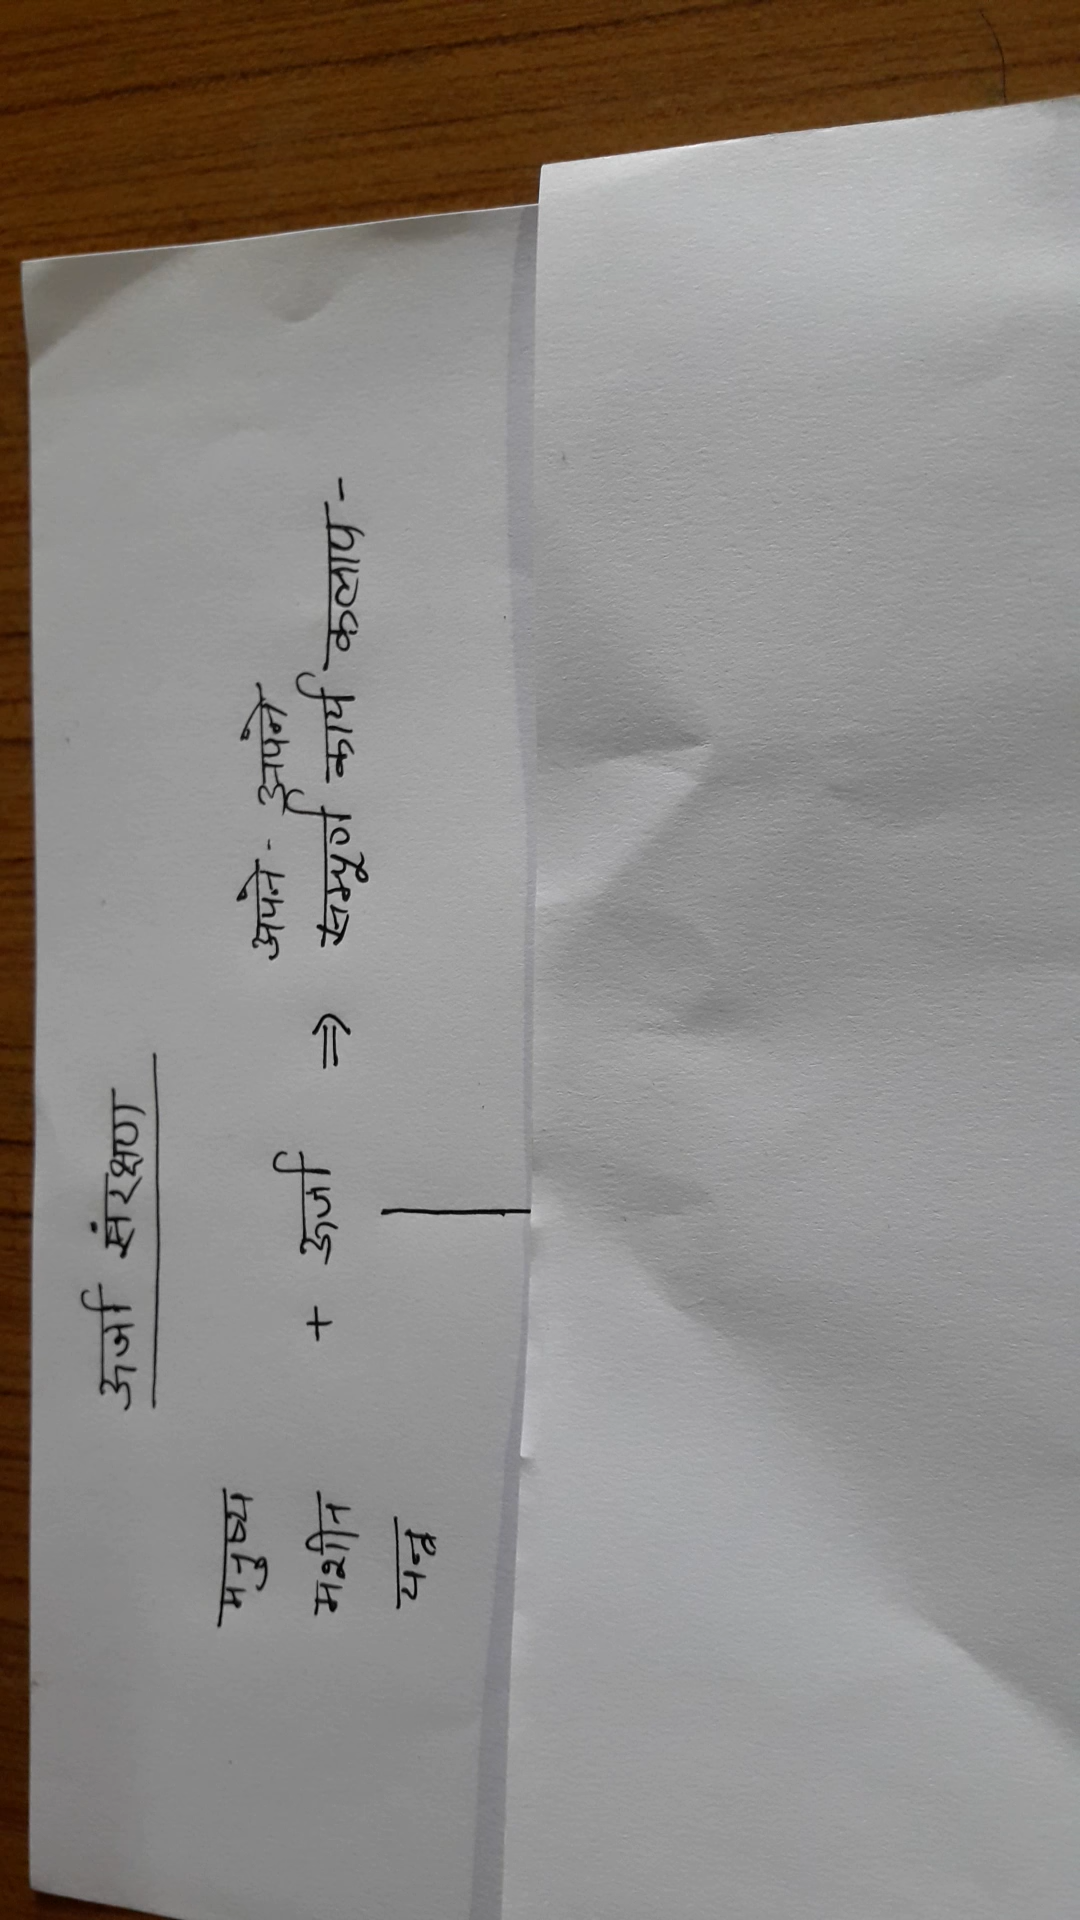 ऊर्जा संरक्षण
मनुष्य अपने - अपने
मशीन + ऊर्जा ⇒ सम्पूर्ण कार्य कलाप -
यन्त्र